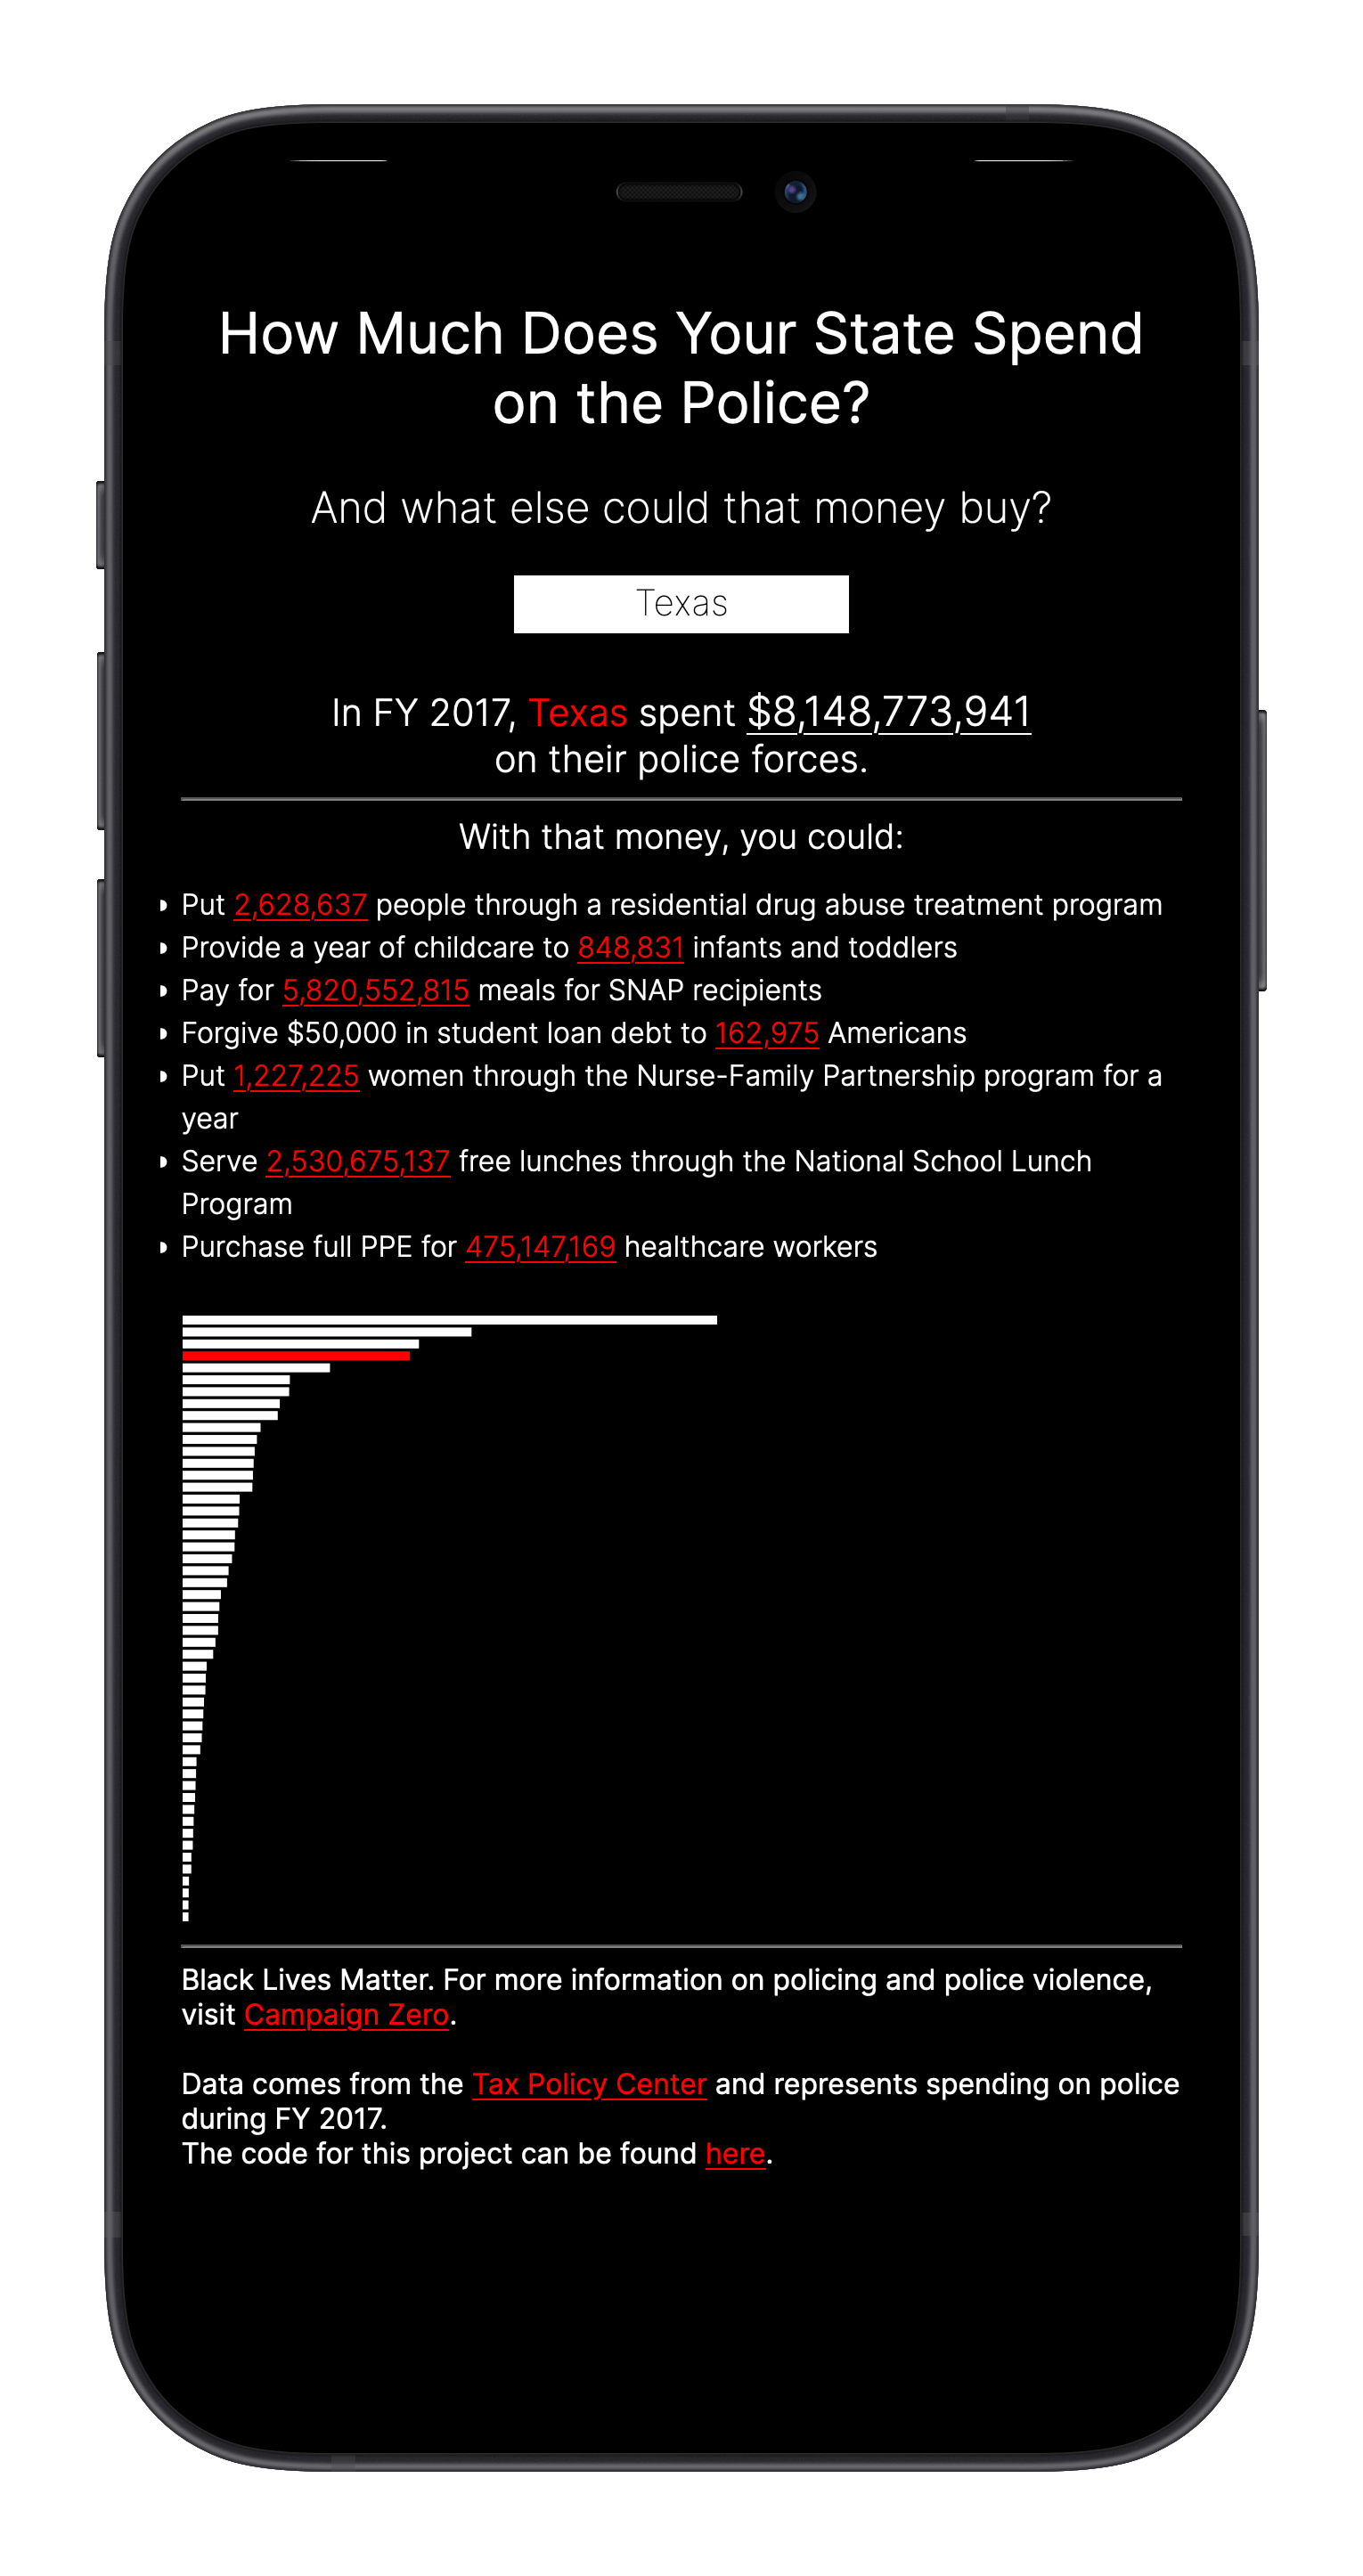 How Much Does Your State Spend
on the Police?
And what else could that money buy?
Texas
In FY 2017, Texas spent $8,148,773,941
on their police forces.
With that money, you could:
Put 2,628,637 people through a residential drug abuse treatment program
Provide a year of childcare to 848,831 infants and toddlers
Pay for 5,820,552,815 meals for SNAP recipients
Forgive $50,000 in student loan debt to 162,975 Americans
Put 1,227,225 women through the Nurse-Family Partnership program for a
year
Serve 2,530,675,137 free lunches through the National School Lunch
Program
Purchase full PPE for 475,147,169 healthcare workers
Black Lives Matter. For more information on policing and police violence,
visit Campaign Zero.
Data comes from the Tax Policy Center and represents spending on police
during FY 2017.
The code for this project can be found here.